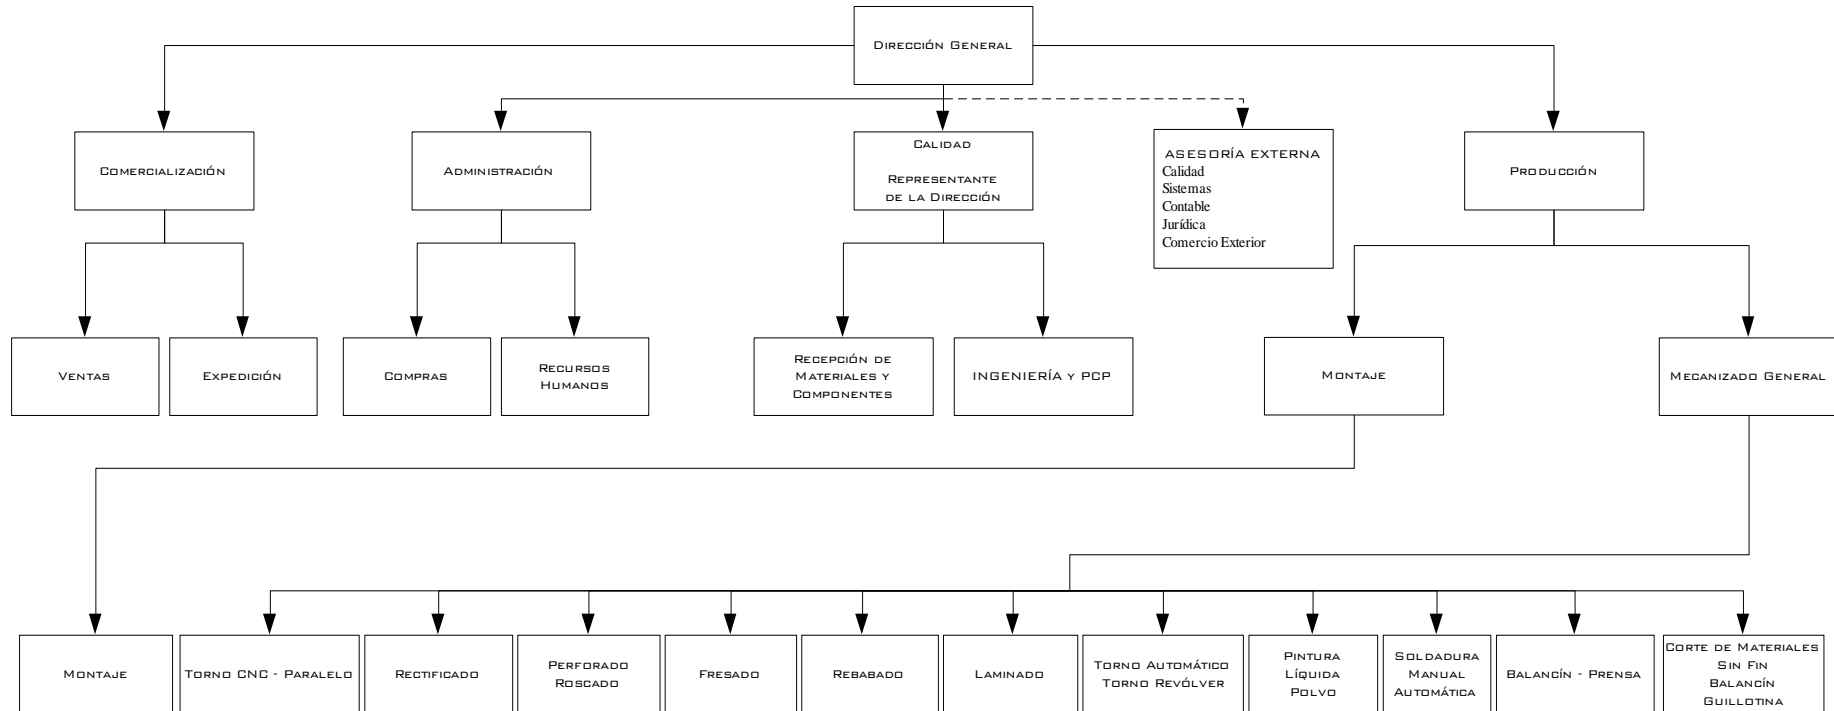 Dirección General
Comercialización
Administración
Calidad
Representante
de la Dirección
ASESORÍA EXTERNA
Calidad
Sistemas
Contable
Jurídica
Comercio Exterior
Producción
Ventas
Expedición
Compras
Recursos
Humanos
Recepción de
Materiales y
Componentes
INGENIERÍA y PCP
Montaje
Mecanizado General
Montaje
Torno CNC - Paralelo
Rectificado
Perforado
Roscado
Fresado
Rebabado
Laminado
Torno Automático
Torno Revólver
Pintura
Líquida
Polvo
Soldadura
Manual
Automática
Balancín - Prensa
Corte de Materiales
Sin Fin
Balancín
Guillotina